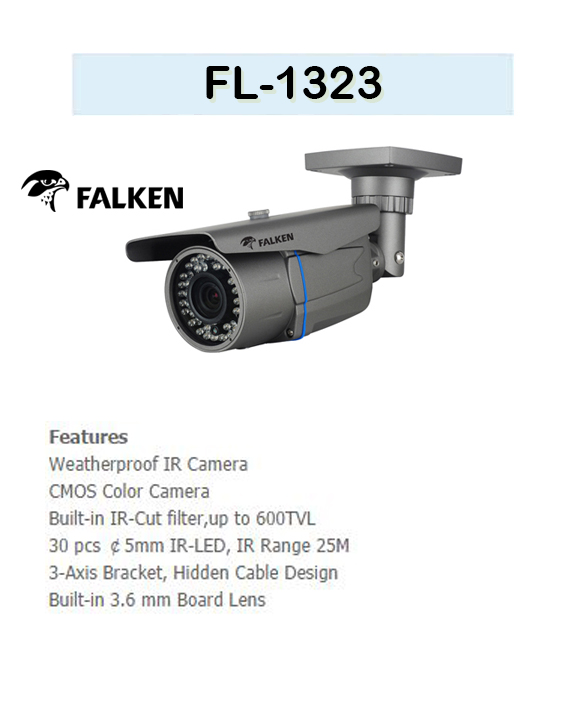 FL-1323
FALKEN
FALKEN
Features
Weatherproof IR Camera
CMOS Color Camera
Built-in IR-Cut filter,up to 600TVL
30 pcs ¢5mm IR-LED, IR Range 25M
3-Axis Bracket, Hidden Cable Design
Built-in 3.6 mm Board Lens